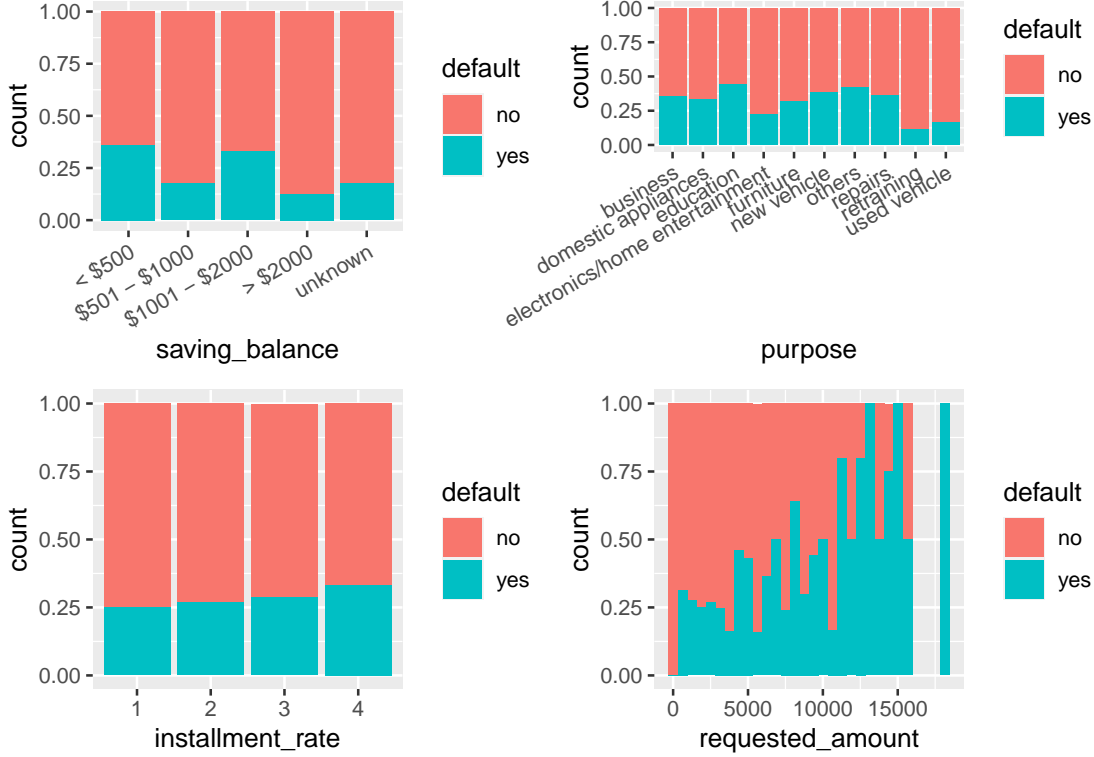 1.00
0.75
0.50
0.25
0.00
count
< $500
$501 − $1000
$1001 − $2000
> $2000
unknown
saving_balance
default
no
yes
1.00
0.75
0.50
0.25
0.00
count
business
domestic appliances
education
electronics/home entertainment
furniture
new vehicle
others
repairs
retraining
used vehicle
purpose
default
no
yes
1.00
0.75
0.50
0.25
0.00
count
1 2 3 4
installment_rate
default
no
yes
1.00
0.75
0.50
0.25
0.00
count
0 5000 10000 15000
requested_amount
default
no
yes